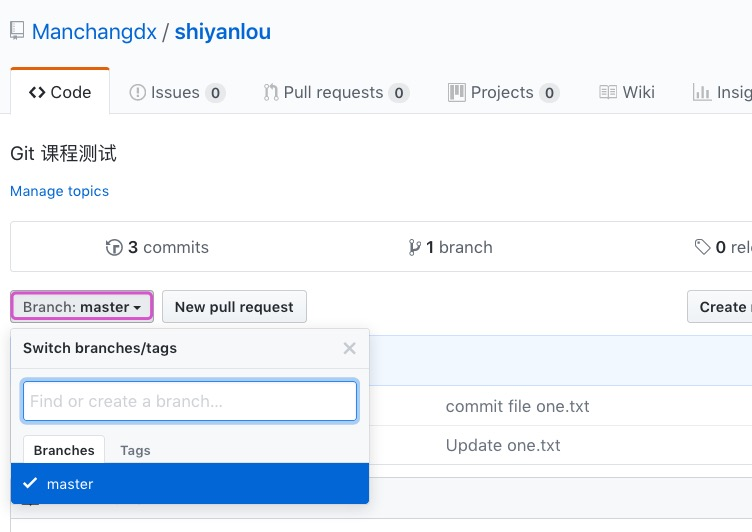 Manchangdx / shiyanlou
Code Issues 0 Pull requests 0 Projects 0 Wiki
Git 课程测试
Manage topics
3 commits 1 branch 0
Branch: master New pull request Create
Switch branches/tags
Find or create a branch...
commit file one.txt
Update one.txt
Branches Tags
master